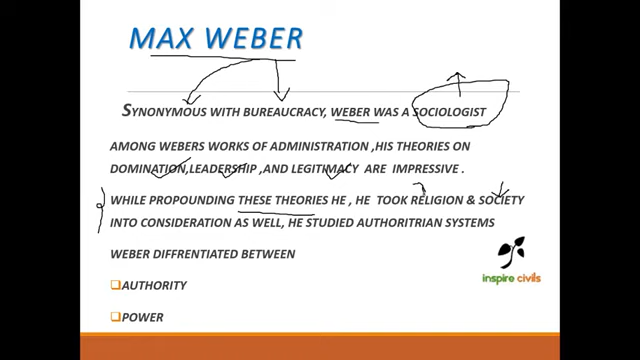 MAX WEBER
SYNONYMOUS WITH BUREAUCRACY, WEBER WAS A SOCIOLOGIST
AMONG WEBERS WORKS OF ADMINISTRATION ,HIS THEORIES ON
DOMINATION,LEADERSHIP ,AND LEGITIMACY ARE IMPRESSIVE .
WHILE PROPOUNDING THESE THEORIES HE , HE TOOK RELIGION & SOCIETY
INTO CONSIDERATION AS WELL, HE STUDIED AUTHORITRIAN SYSTEMS
WEBER DIFFRENTIATED BETWEEN
AUTHORITY
POWER
inspire civils